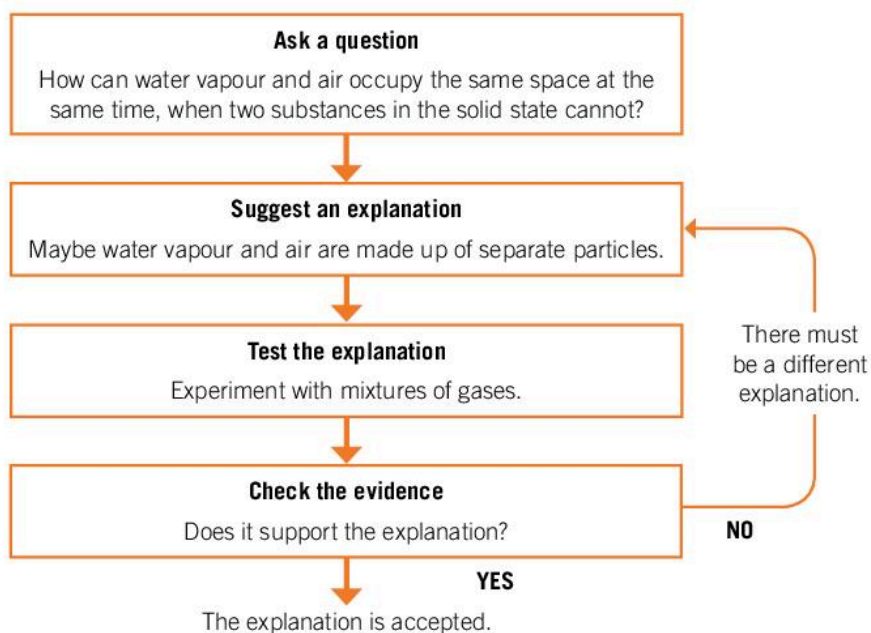 Ask a question
How can water vapour and air occupy the same space at the
same time, when two substances in the solid state cannot?
Suggest an explanation
Maybe water vapour and air are made up of separate particles.
Test the explanation
Experiment with mixtures of gases.
There must
be a different
explanation.
Check the evidence
Does it support the explanation?
NO
YES
The explanation is accepted.